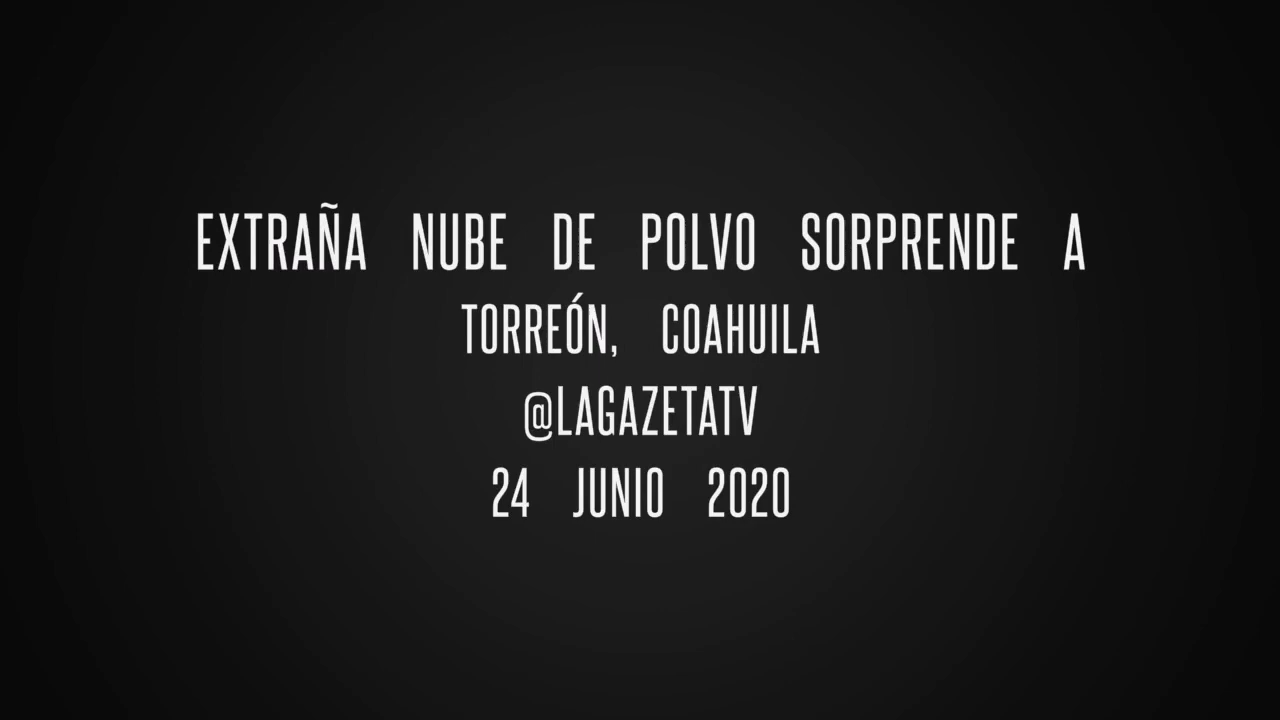 EXTRAÑA NUBE DE POLVO SORPRENDE A
TORREÓN, COAHUILA
@LAGAZETATV
24 JUNIO 2020